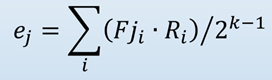 e_j = ∑_i (Fj_i · R_i)/2^{k−1}